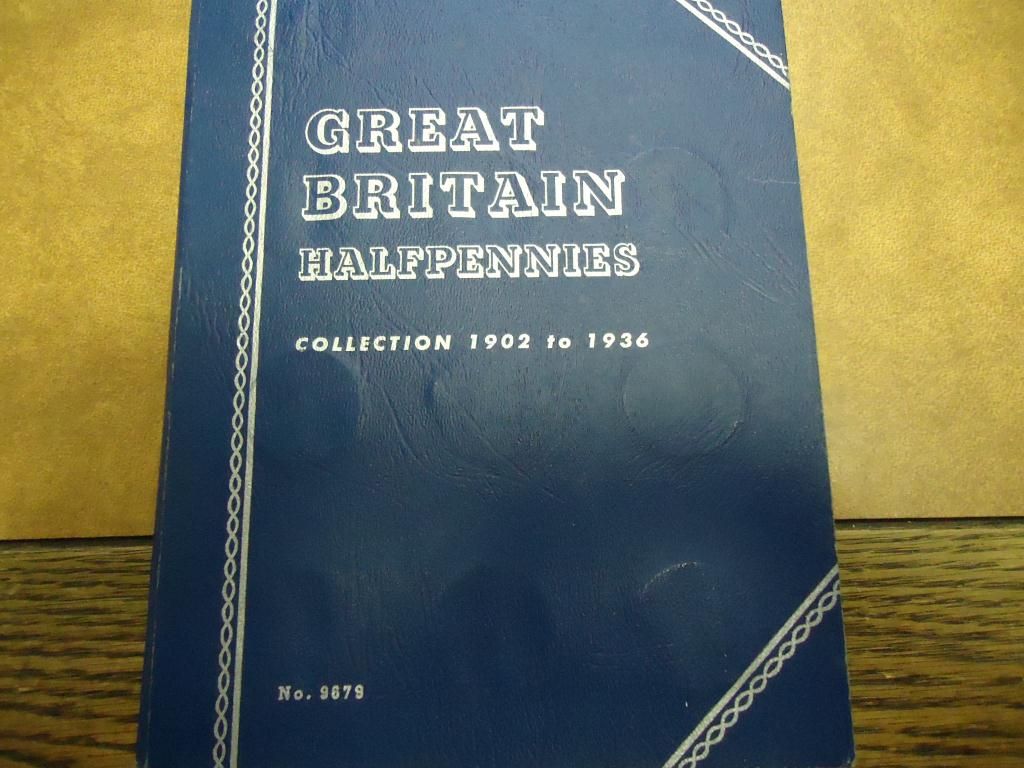 GREAT
BRITAIN
HALFPENNIES
COLLECTION 1902 to 1936
No. 9679